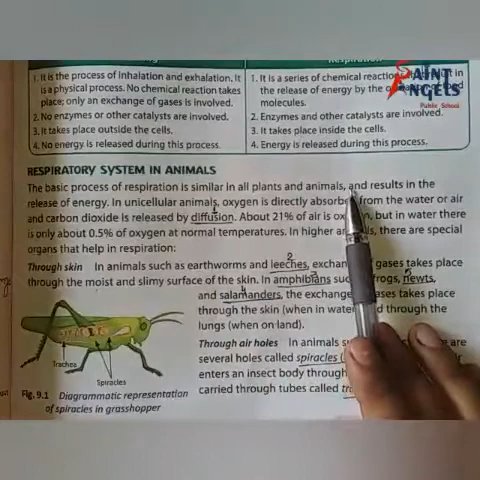 SAINT
ANGELS
Public School
1. It is the process of inhalation and exhalation. It
is a physical process. No chemical reaction takes
place; only an exchange of gases is involved.
2. No enzymes or other catalysts are involved.
3. It takes place outside the cells.
4. No energy is released during this process.
1. It is a series of chemical in
the release of energy by the
molecules.
2. Enzymes and other catalysts are involved.
3. It takes place inside the cells.
4. Energy is released during this process.
RESPIRATORY SYSTEM IN ANIMALS
The basic process of respiration is similar in all plants and animals, and results in the
release of energy. In unicellular animals, oxygen is directly absorbe from the water or air
and carbon dioxide is released by diffusion. About 21% of air is n, but in water there
is only about 0.5% of oxygen at normal temperatures. In higher there are special
organs that help in respiration:
Through skin In animals such as earthworms and leeches, exchan gases takes place
through the moist and slimy surface of the skin. In amphibians suc frogs, newts,
and salamanders, the exchange ases takes place
through the skin (when in water d through the
lungs (when on land).
Through air holes In animals s re are
several holes called spiracles
enters an insect body through
carried through tubes called
1
2
3
4
5
Trachea
Spiracles
Fig. 9.1 Diagrammatic representation
of spiracles in grasshopper